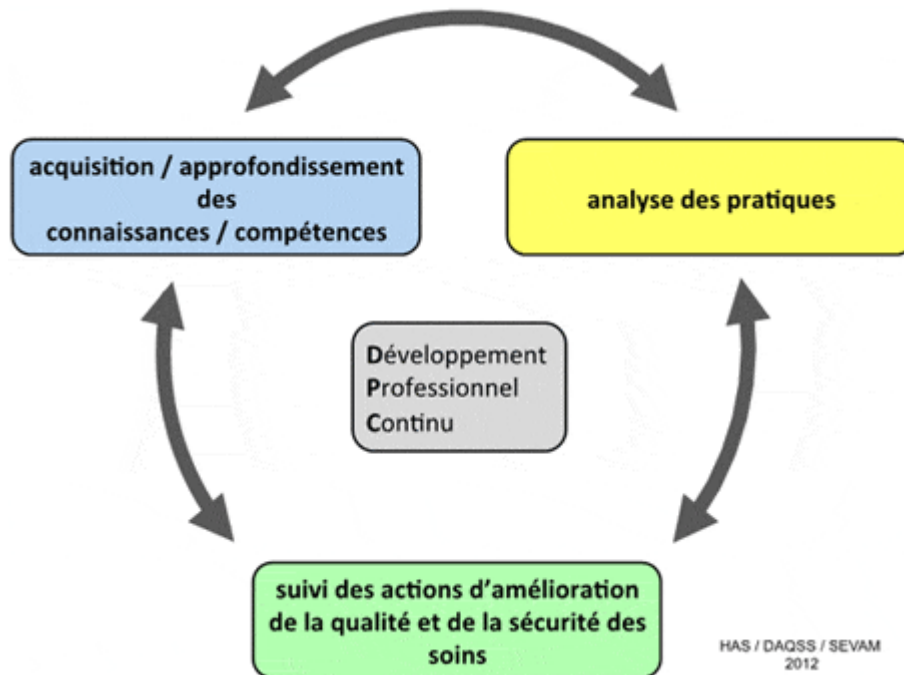 acquisition / approfondissement
des
connaissances / compétences
analyse des pratiques
Développement
Professionnel
Continu
suivi des actions d'amélioration
de la qualité et de la sécurité des
soins
HAS / DAQSS / SEVAM
2012